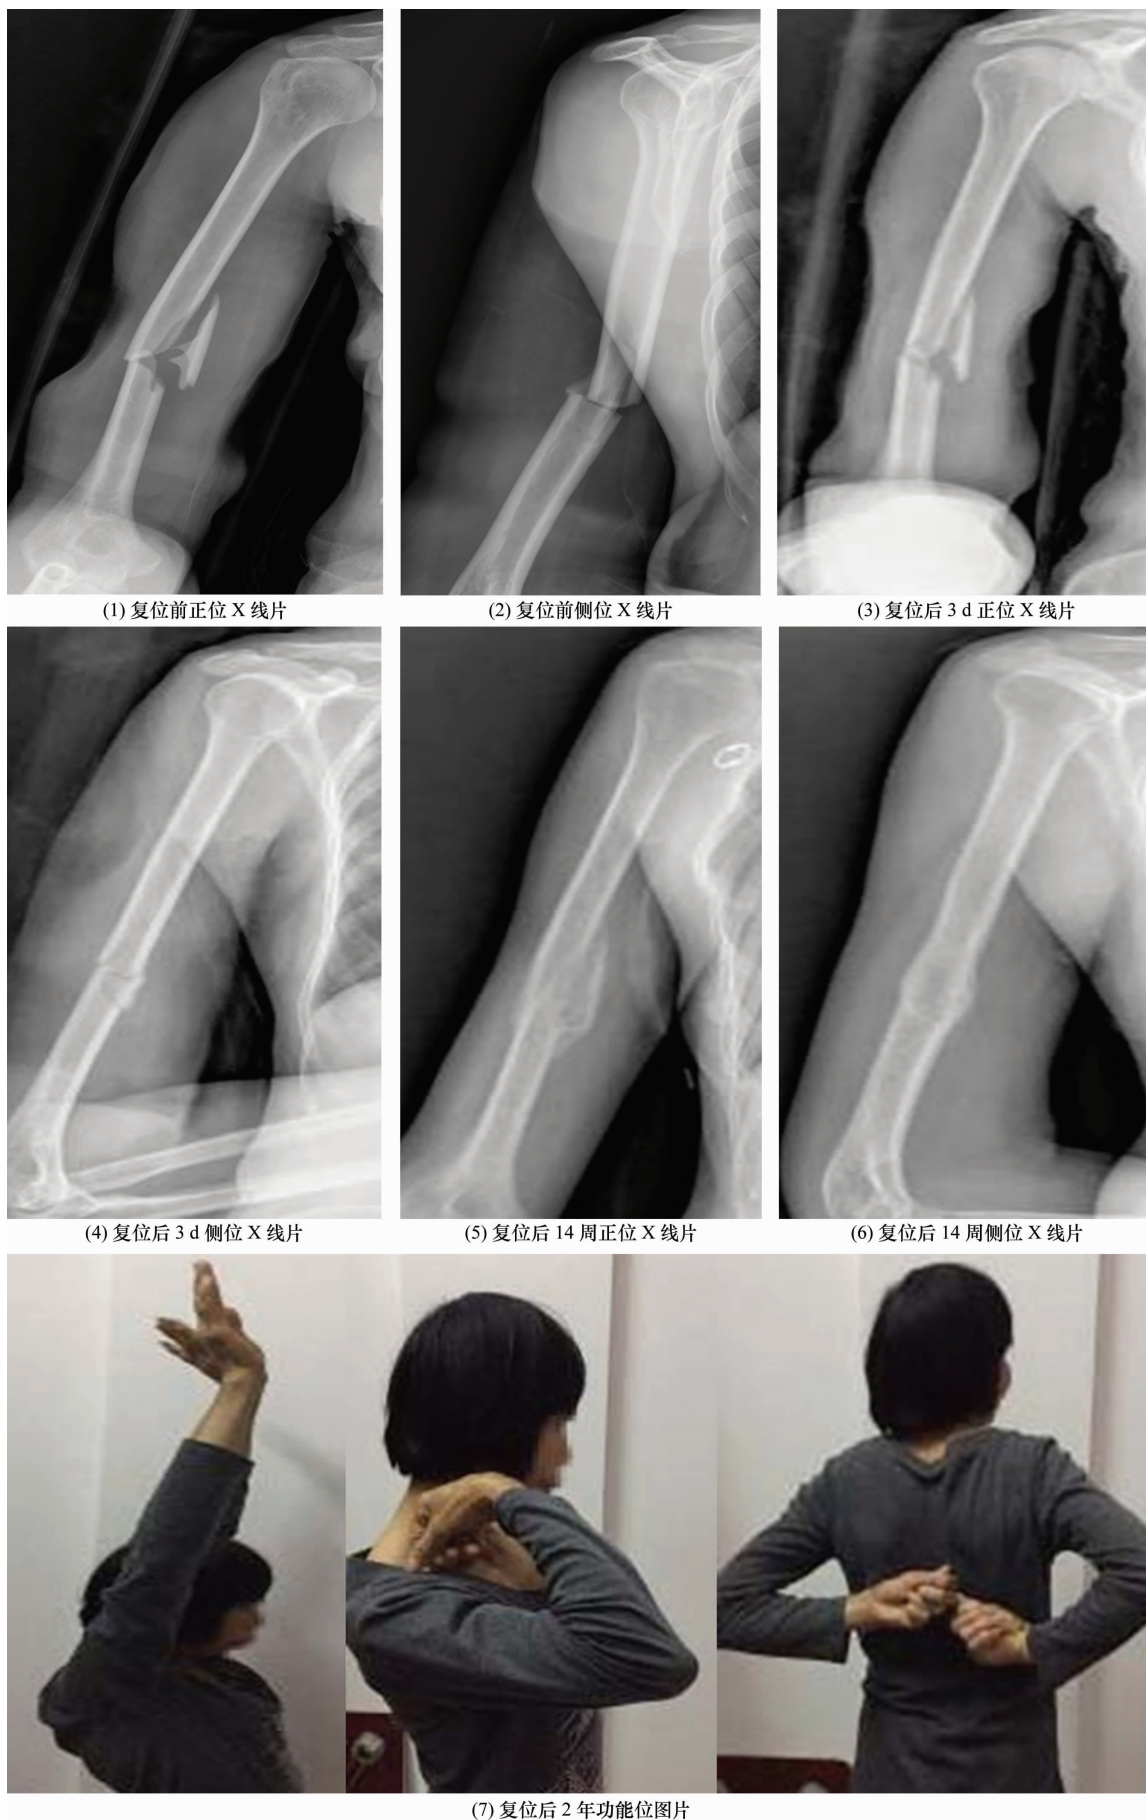 (1) 复位前正位 X 线片
(2) 复位前侧位 X 线片
(3) 复位后 3 d 正位 X 线片
(4) 复位后 3 d 侧位 X 线片
(5) 复位后 14 周正位 X 线片
(6) 复位后 14 周侧位 X 线片
(7) 复位后 2 年功能位图片